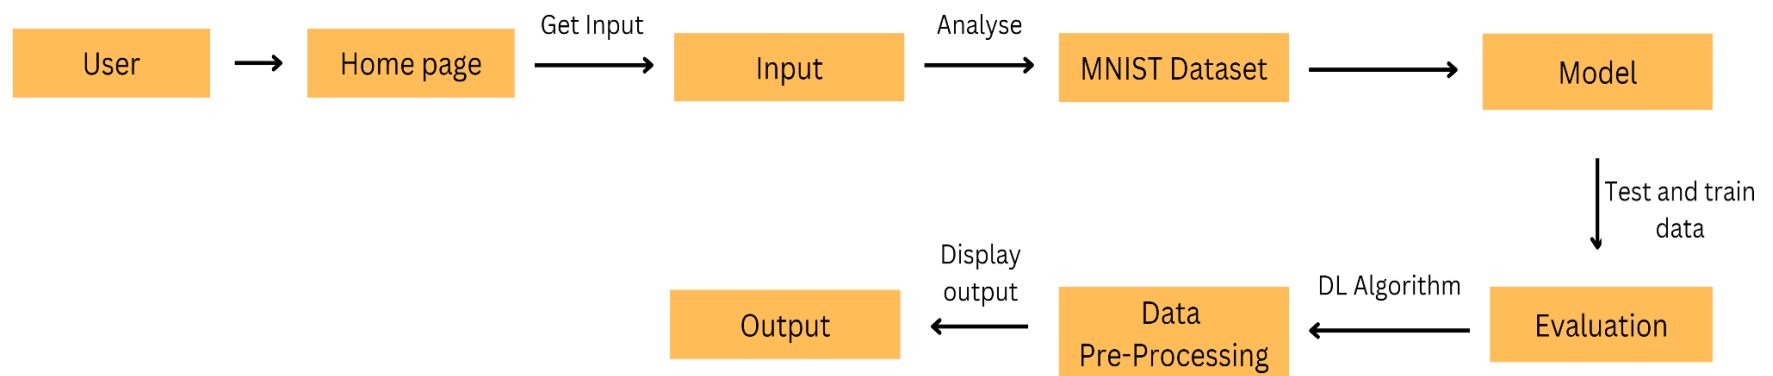 User
Home page
Get Input
Input
Analyse
MNIST Dataset
Model
Test and train
data
Evaluation
DL Algorithm
Data
Pre-Processing
Display
output
Output